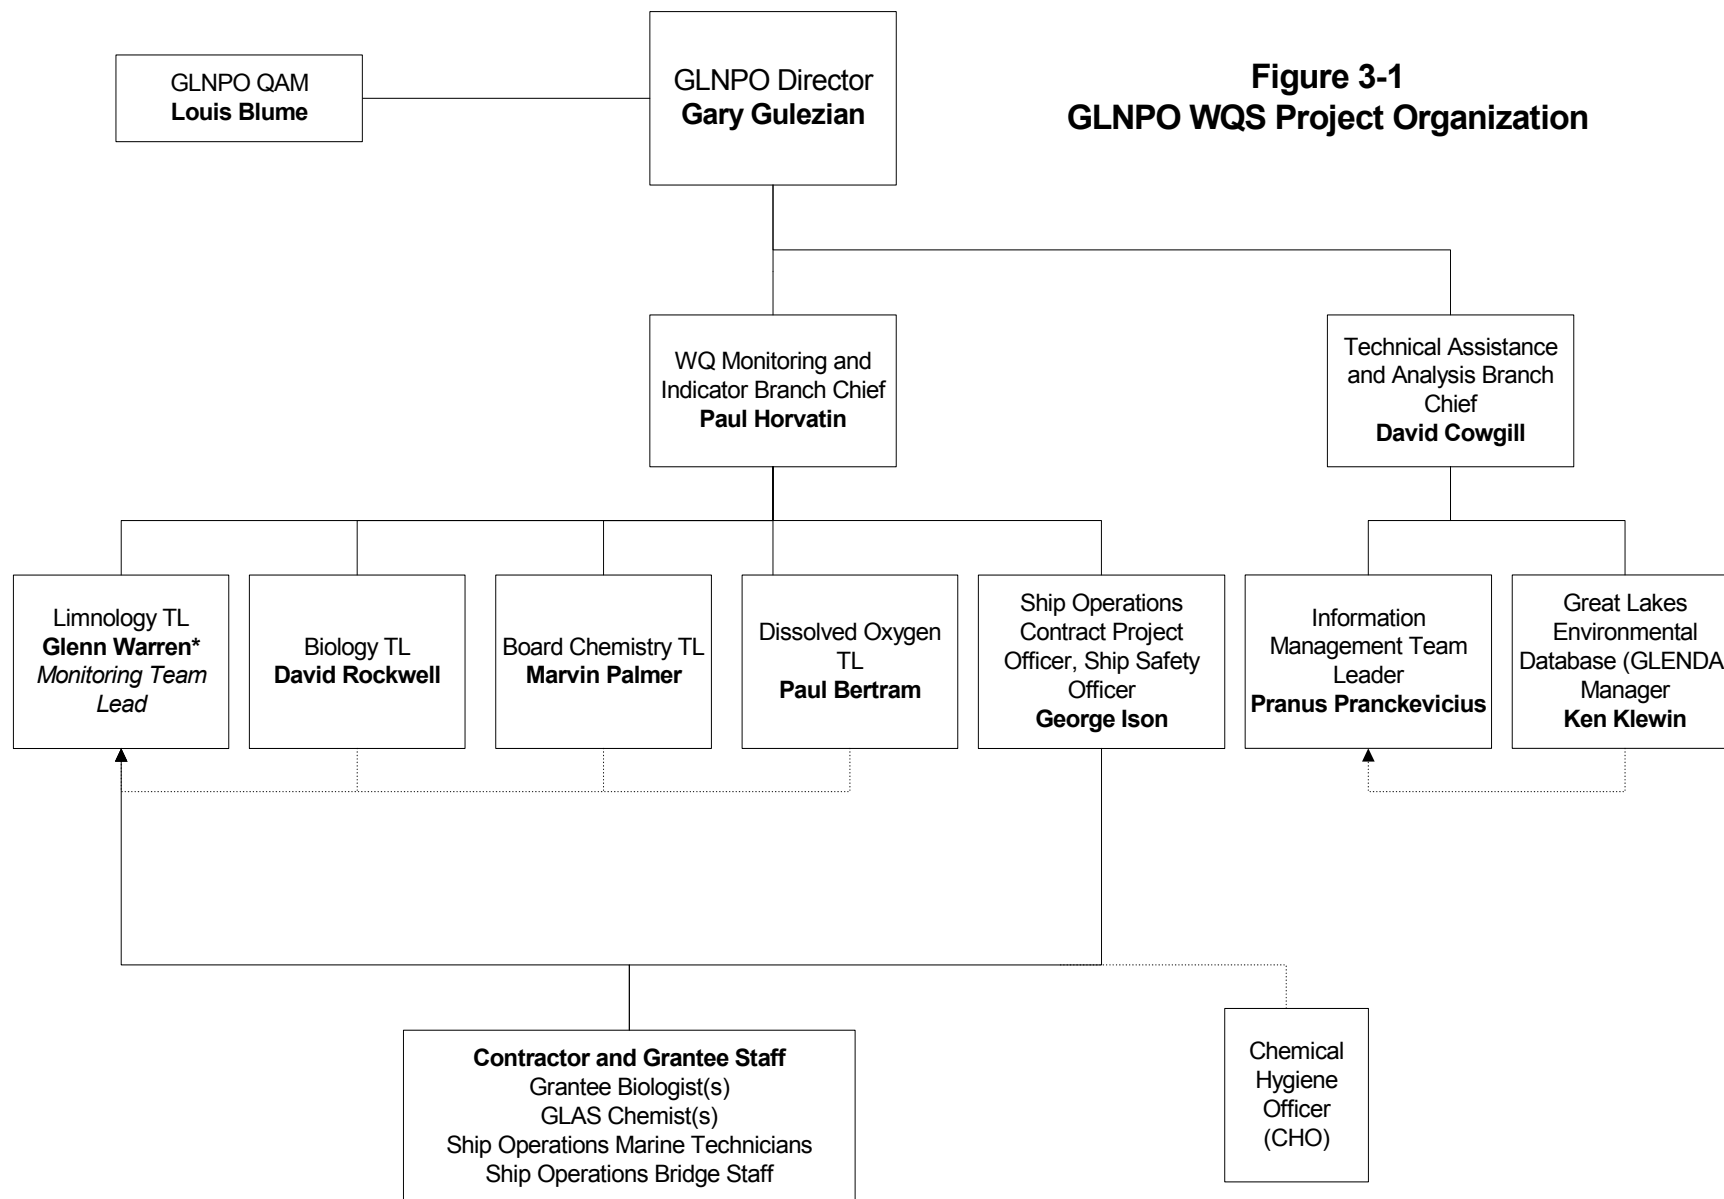 Figure 3-1
GLNPO WQS Project Organization
GLNPO QAM
Louis Blume
GLNPO Director
Gary Gulezian
WQ Monitoring and
Indicator Branch Chief
Paul Horvatin
Technical Assistance
and Analysis Branch
Chief
David Cowgill
Limnology TL
Glenn Warren*
Monitoring Team
Lead
Biology TL
David Rockwell
Board Chemistry TL
Marvin Palmer
Dissolved Oxygen
TL
Paul Bertram
Ship Operations
Contract Project
Officer, Ship Safety
Officer
George Ison
Information
Management Team
Leader
Pranus Pranckevicius
Great Lakes
Environmental
Database (GLENDA
Manager
Ken Klewin
Contractor and Grantee Staff
Grantee Biologist(s)
GLAS Chemist(s)
Ship Operations Marine Technicians
Ship Operations Bridge Staff
Chemical
Hygiene
Officer
(CHO)